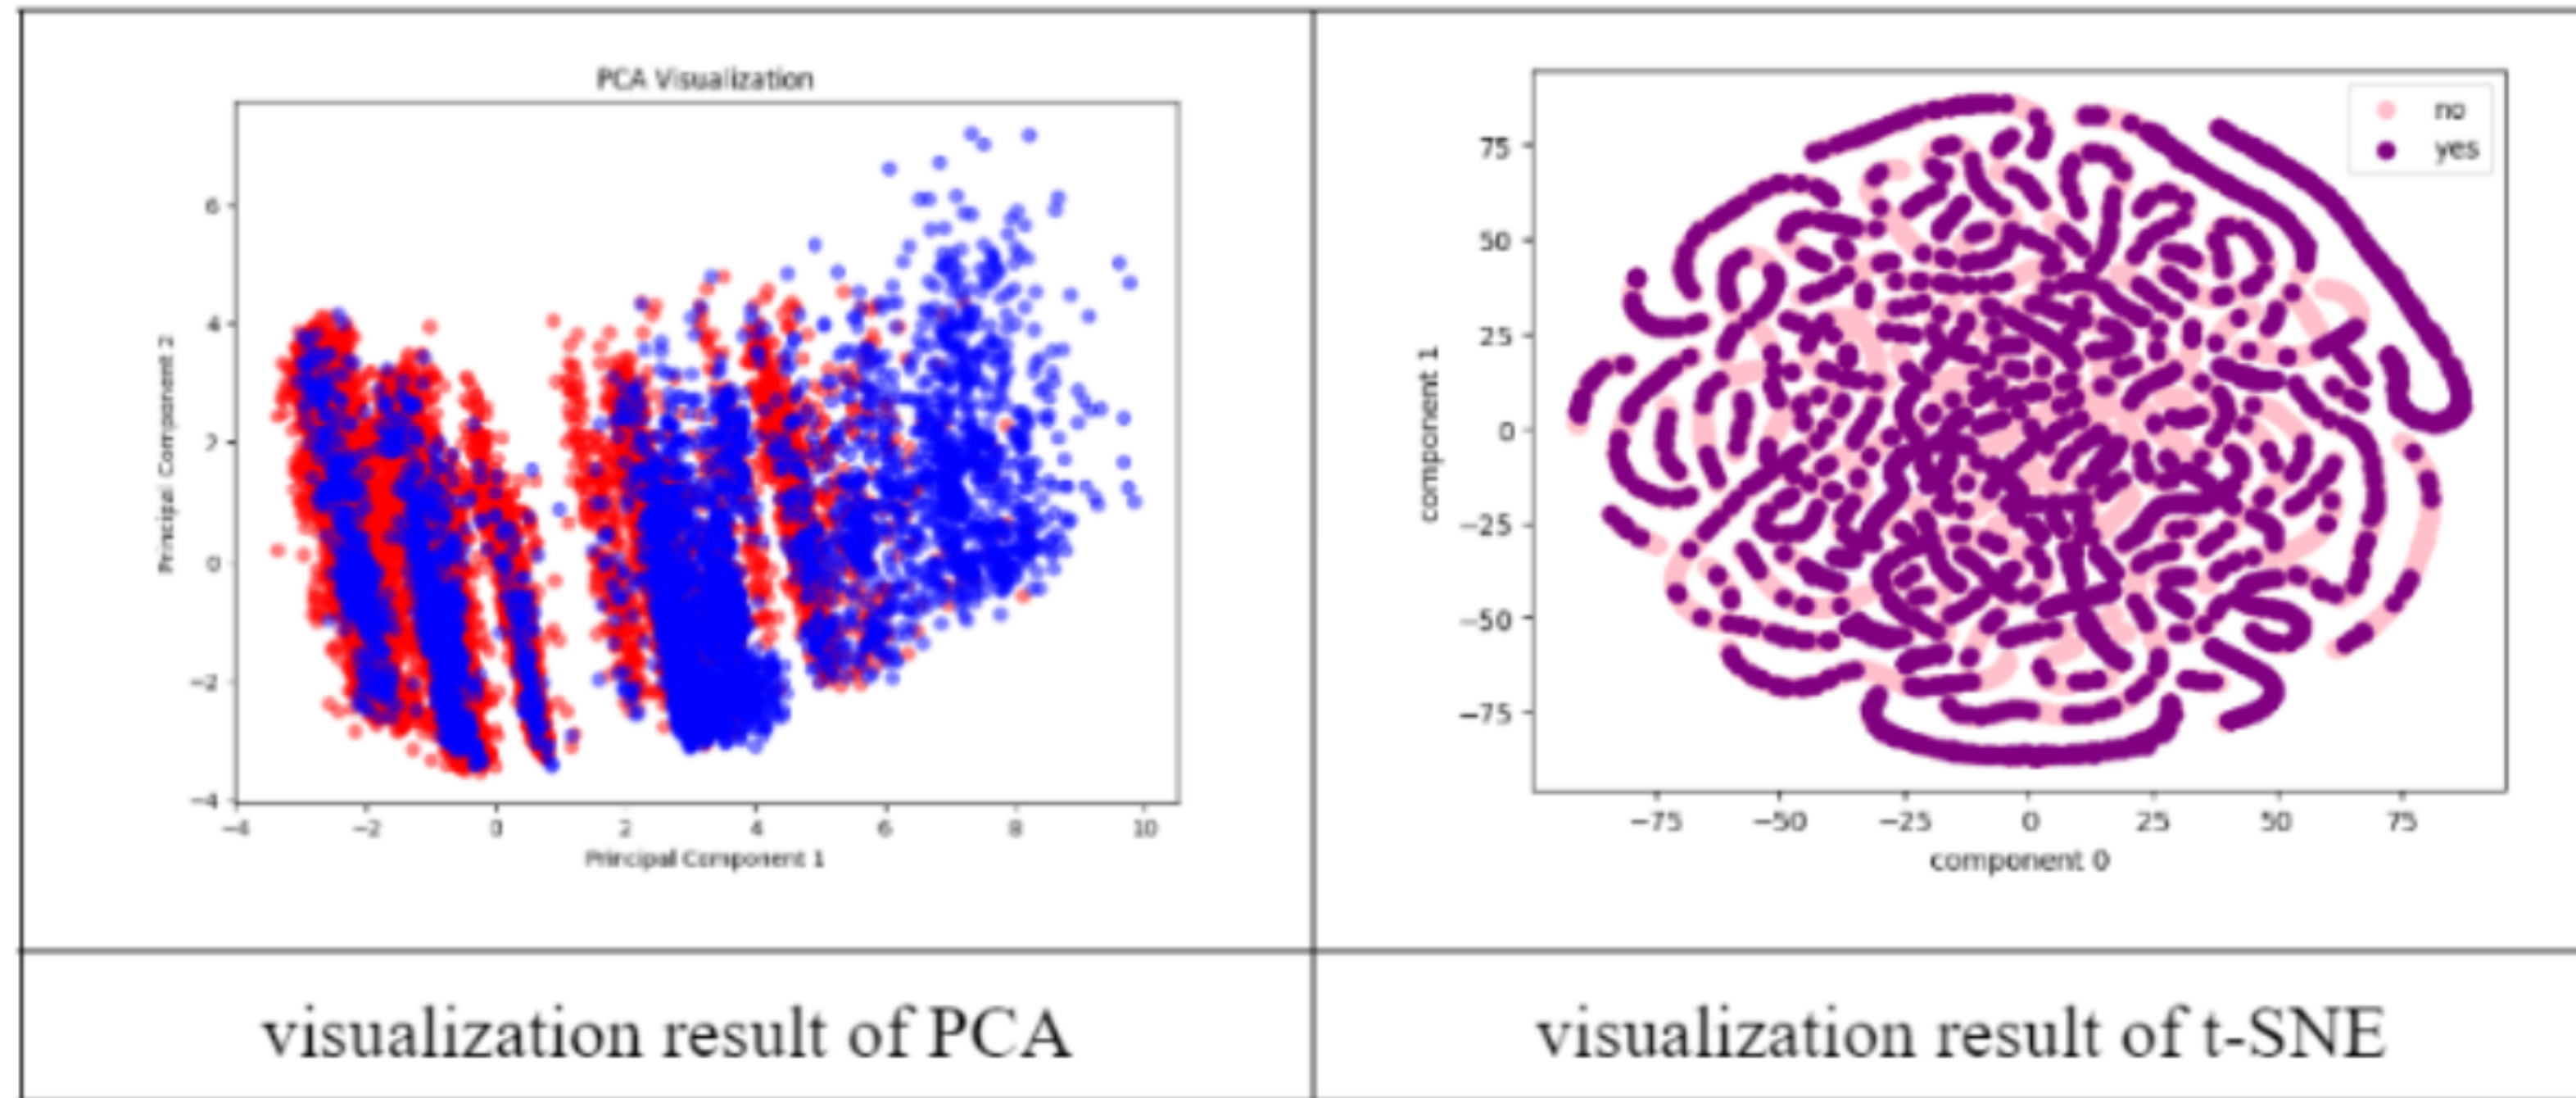 PCA Visualization
6
4
2
0
−2
−4
−4 −2 0 2 4 6 8 10
Principal Component 2
Principal Component 1
no
yes
75
50
25
0
−25
−50
−75
−75 −50 −25 0 25 50 75
component 1
component 0
visualization result of PCA
visualization result of t-SNE